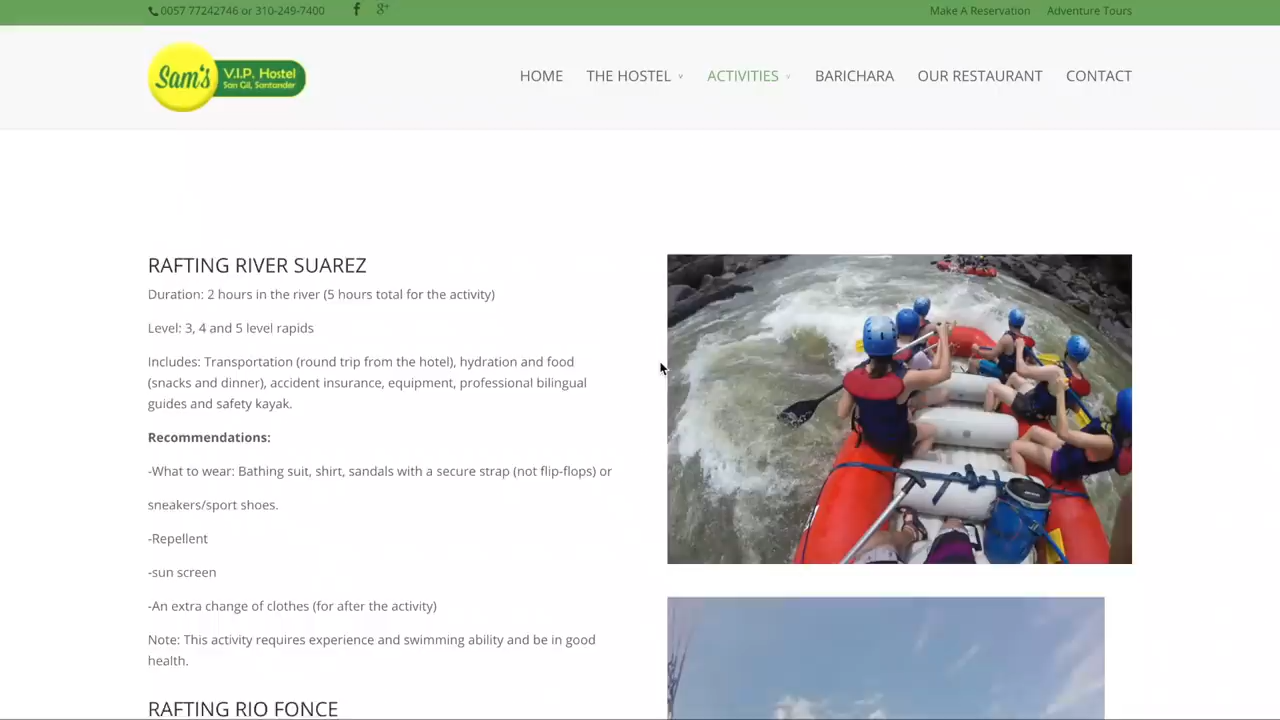 0057 77242746 or 310-249-7400
Make A Reservation Adventure Tours
Sam's V.I.P. Hostel
San Gil, Santander
HOME THE HOSTEL ACTIVITIES BARICHARA OUR RESTAURANT CONTACT
RAFTING RIVER SUAREZ
Duration: 2 hours in the river (5 hours total for the activity)
Level: 3, 4 and 5 level rapids
Includes: Transportation (round trip from the hotel), hydration and food
(snacks and dinner), accident insurance, equipment, professional bilingual
guides and safety kayak.
Recommendations:
-What to wear: Bathing suit, shirt, sandals with a secure strap (not flip-flops) or
sneakers/sport shoes.
-Repellent
-sun screen
-An extra change of clothes (for after the activity)
Note: This activity requires experience and swimming ability and be in good
health.
RAFTING RIO FONCE